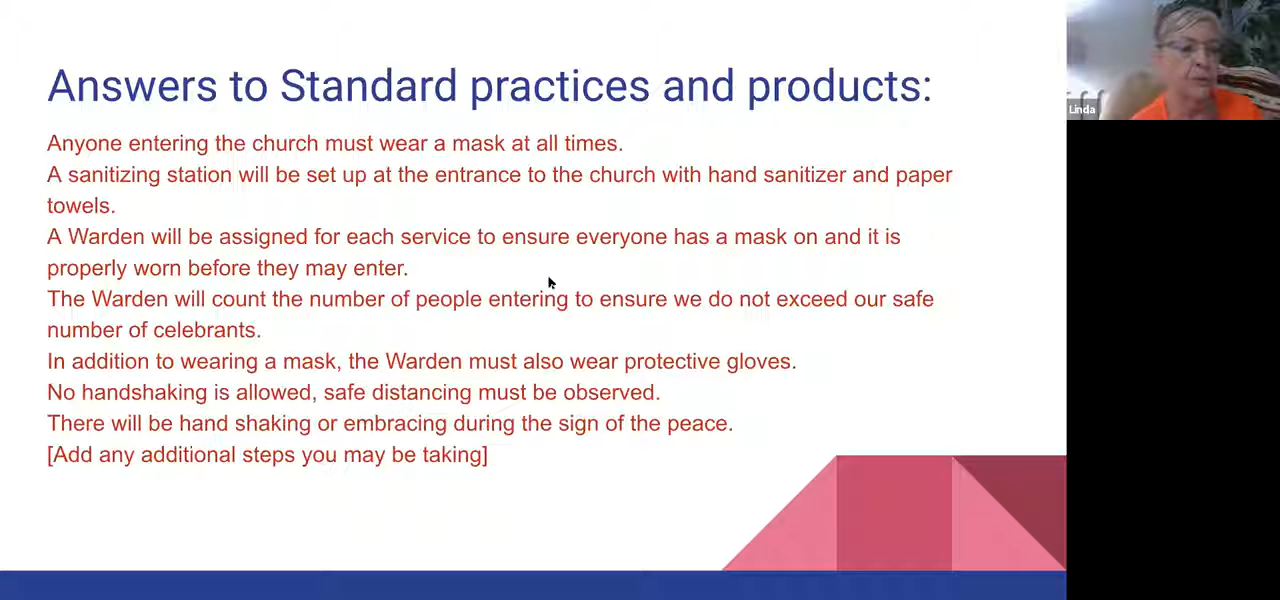 Answers to Standard practices and products:
Anyone entering the church must wear a mask at all times.
A sanitizing station will be set up at the entrance to the church with hand sanitizer and paper
towels.
A Warden will be assigned for each service to ensure everyone has a mask on and it is
properly worn before they may enter.
The Warden will count the number of people entering to ensure we do not exceed our safe
number of celebrants.
In addition to wearing a mask, the Warden must also wear protective gloves.
No handshaking is allowed, safe distancing must be observed.
There will be hand shaking or embracing during the sign of the peace.
[Add any additional steps you may be taking]
Linda